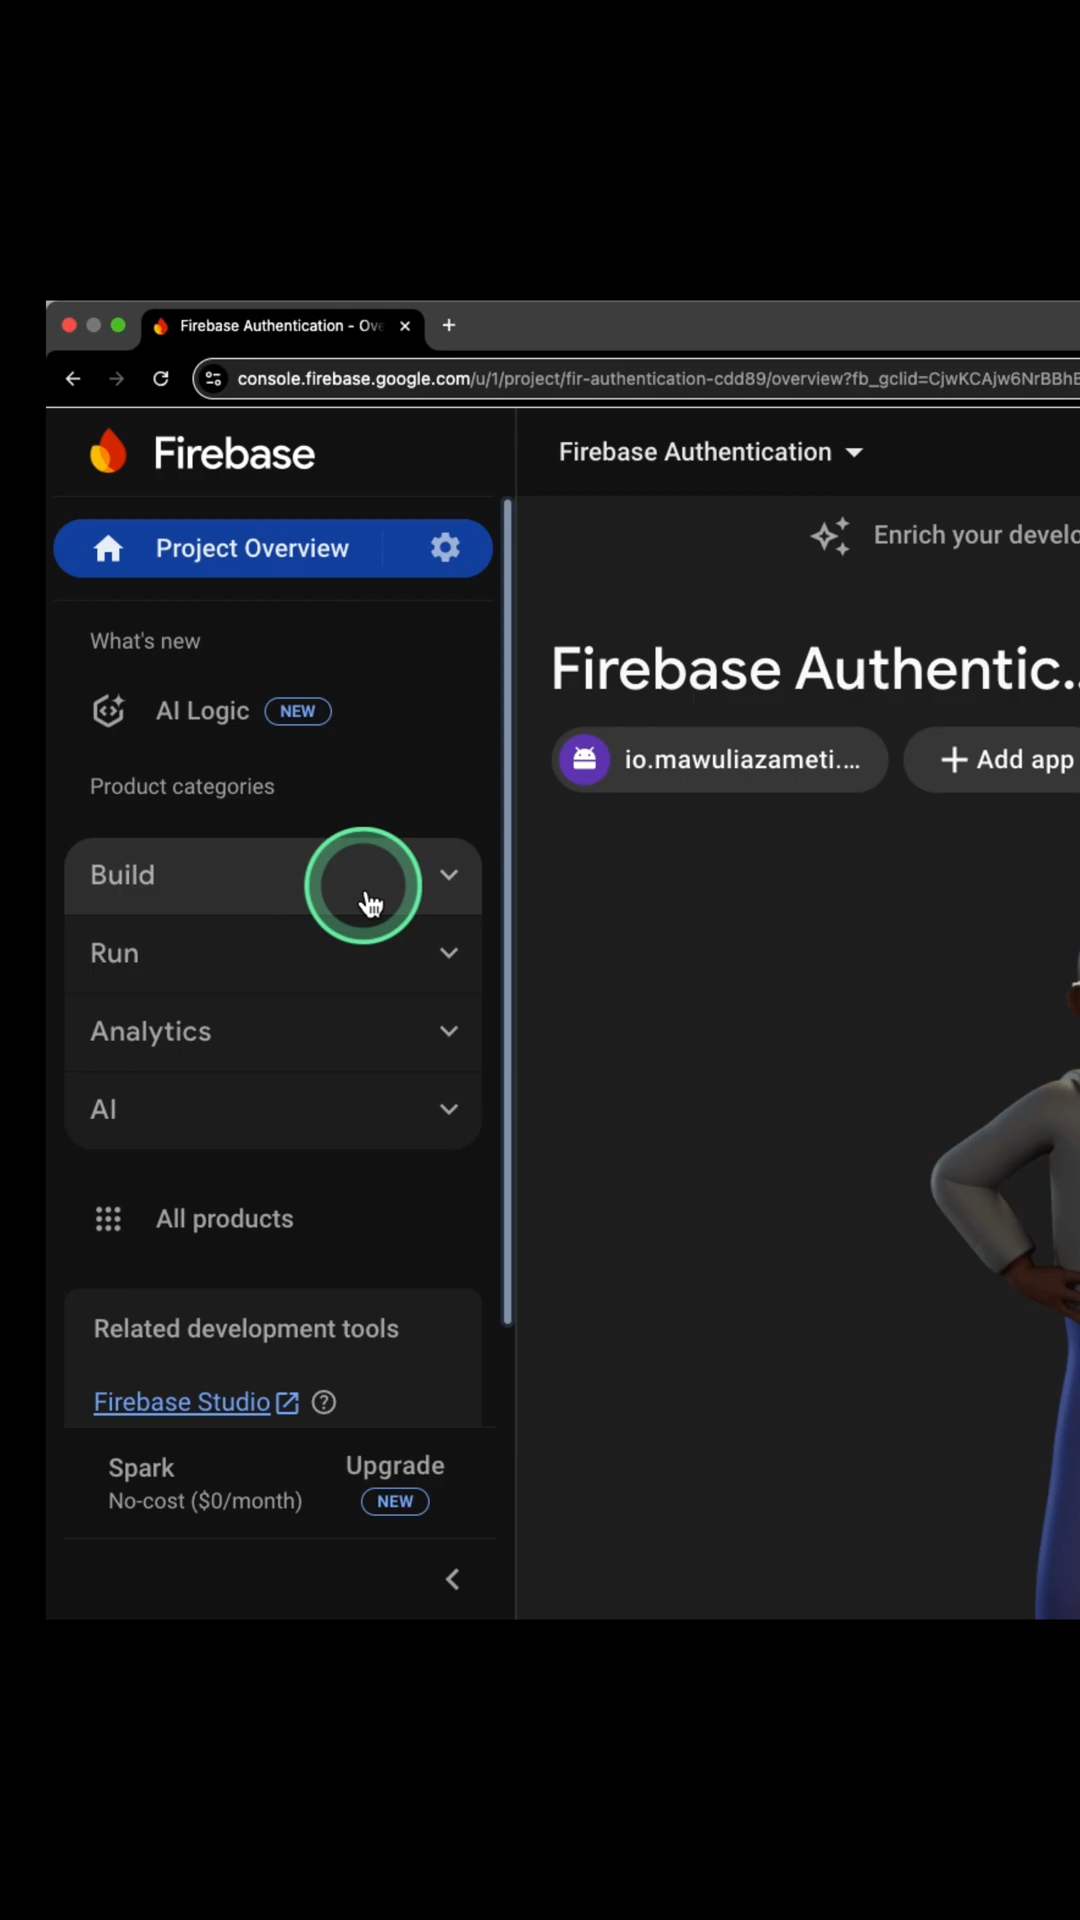 Firebase Authentication - Ov
console.firebase.google.com/u/1/project/fir-authentication-cdd89/overview?fb_gclid=CjwKCAjw6NrBBhE
Firebase
Firebase Authentication
Project Overview
Enrich your develo
What's new
Firebase Authentic...
AI Logic NEW
io.mawuliazameti.... + Add app
Product categories
Build
Run
Analytics
AI
All products
Related development tools
Firebase Studio
Spark Upgrade
No-cost ($0/month) NEW